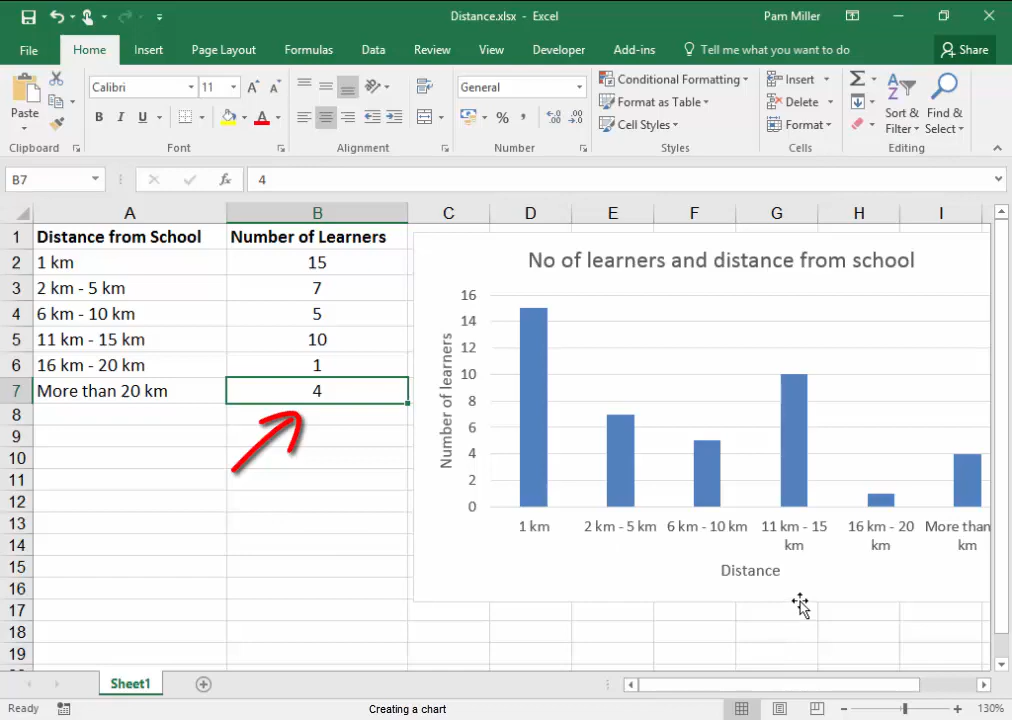 Distance.xlsx - Excel
Pam Miller
File Home Insert Page Layout Formulas Data Review View Developer Add-ins Tell me what you want to do Share
Paste
Calibri 11
B I U A
A A
General
% ,
Conditional Formatting
Format as Table
Cell Styles
Insert
Delete
Format
Sort & Filter
Find & Select
Clipboard Font Alignment Number Styles Cells Editing
B7 fx 4
A B C D E F G H I
1 Distance from School Number of Learners
2 1 km 15
3 2 km - 5 km 7
4 6 km - 10 km 5
5 11 km - 15 km 10
6 16 km - 20 km 1
7 More than 20 km 4
8
9
10
11
12
13
14
15
16
17
18
19
No of learners and distance from school
Number of learners
16
14
12
10
8
6
4
2
0
1 km 2 km - 5 km 6 km - 10 km 11 km - 15 km 16 km - 20 km More than km
Distance
Sheet1
Ready
Creating a chart
130%